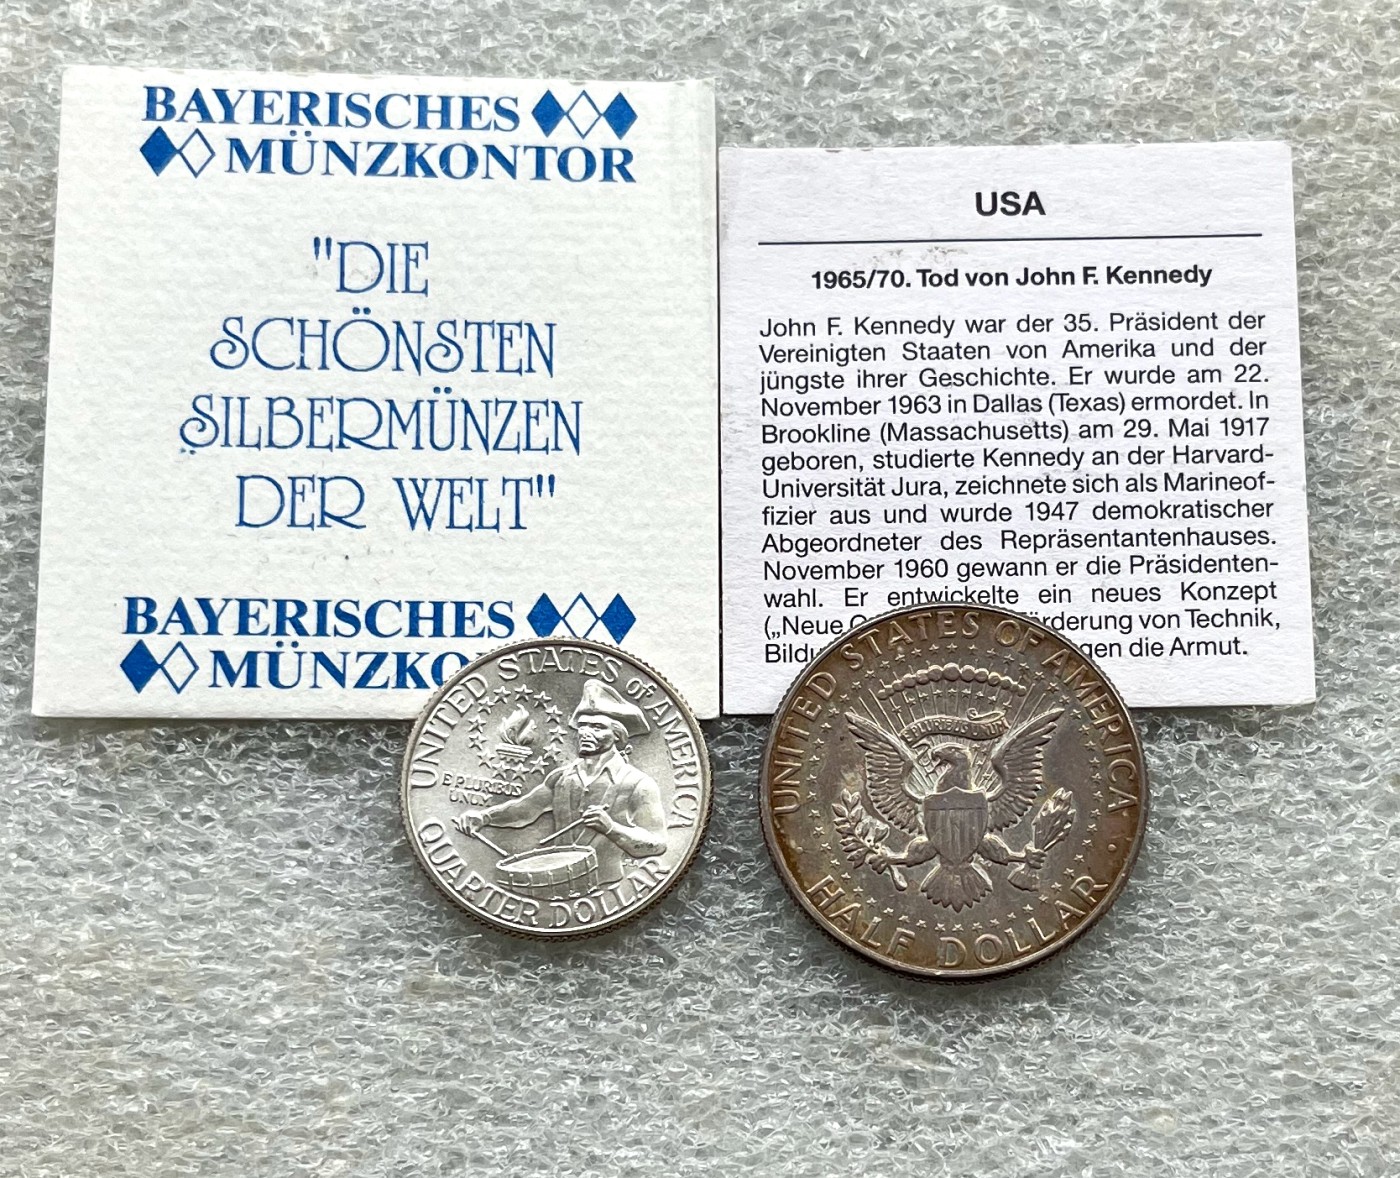 BAYERISCHES
MÜNZKONTOR
"DIE
SCHÖNSTEN
SILBERMÜNZEN
DER WELT"
BAYERISCHES
MÜNZKO
USA
1965/70. Tod von John F. Kennedy
John F. Kennedy war der 35. Präsident der
Vereinigten Staaten von Amerika und der
jüngste ihrer Geschichte. Er wurde am 22.
November 1963 in Dallas (Texas) ermordet. In
Brookline (Massachusetts) am 29. Mai 1917
geboren, studierte Kennedy an der Harvard-
Universität Jura, zeichnete sich als Marineof-
fizier aus und wurde 1947 demokratischer
Abgeordneter des Repräsentantenhauses.
November 1960 gewann er die Präsidenten-
wahl. Er entwickelte ein neues Konzept
(„Neue rderung von Technik,
gen die Armut.
UNITED STATES of AMERICA
E PLURIBUS
UNUM
QUARTER DOLLAR
UNITED STATES OF AMERICA
E PLURIBUS UNUM
HALF DOLLAR